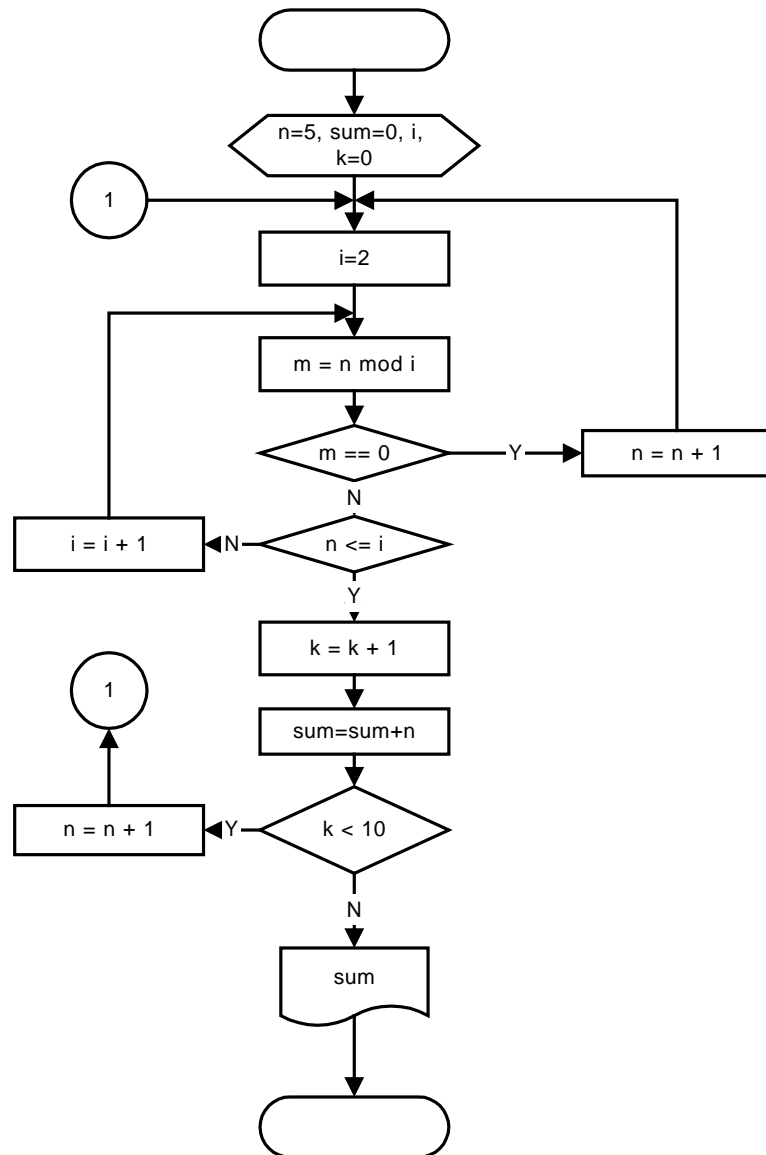 n=5, sum=0, i,
k=0
1
i=2
m = n mod i
m == 0
Y
n = n + 1
N
i = i + 1
N
n <= i
Y
k = k + 1
1
sum=sum+n
n = n + 1
Y
k < 10
N
sum